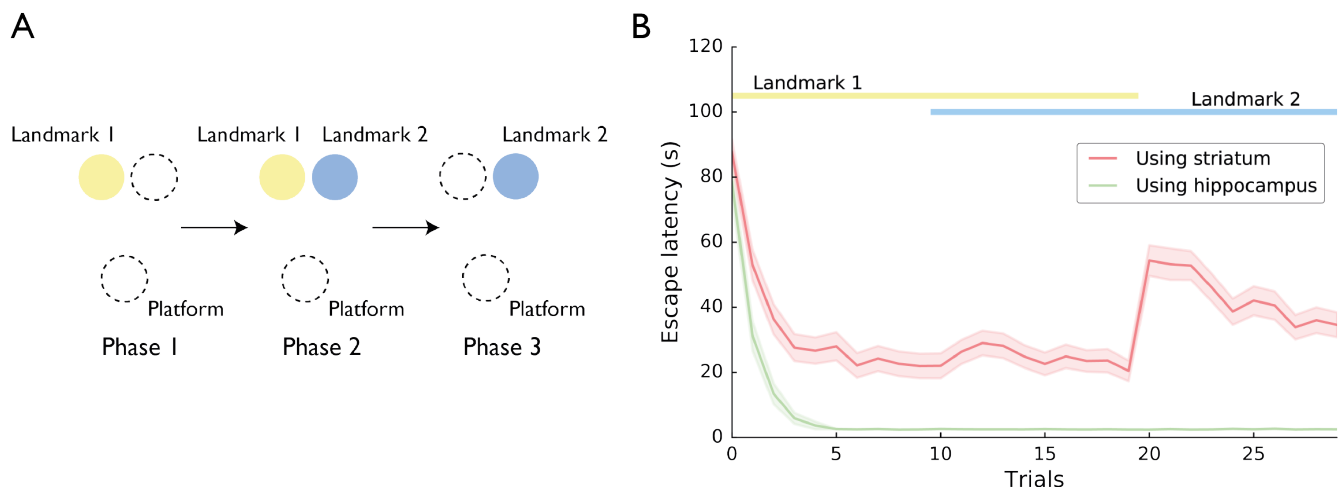 A
Landmark 1
Landmark 1
Landmark 2
Landmark 2
Platform
Platform
Platform
Phase 1
Phase 2
Phase 3
B
120
100
80
60
40
20
0
Escape latency (s)
Landmark 1
Landmark 2
Using striatum
Using hippocampus
0
5
10
15
20
25
Trials